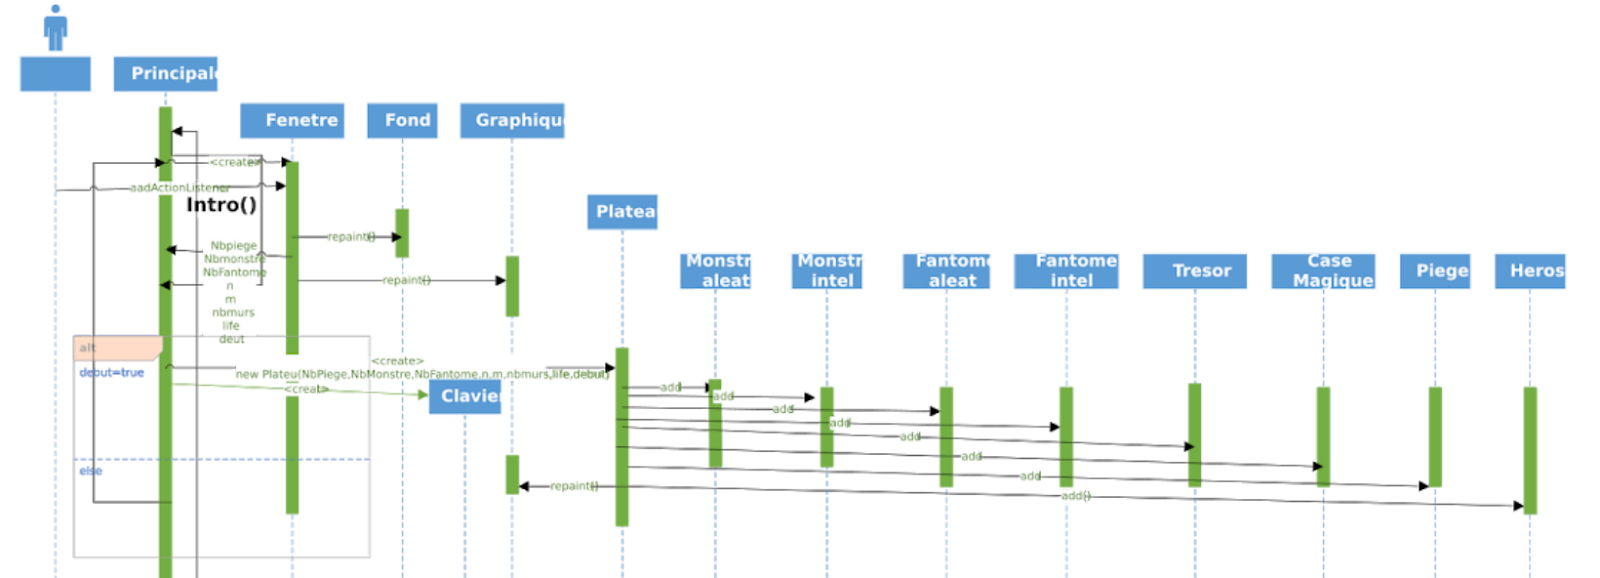 Principale
Fenetre
Fond
Graphiqu
<create>
aadActionListener
Intro()
Platea
repaint()
Nbpiege
Nbmonstre
NbFantome
n
m
nbmurs
life
deut
repaint()
Monstr
aleat
Monstr
intel
Fantome
aleat
Fantome
intel
Tresor
Case
Magique
Piege
Heros
alt
debut=true
<create>
new Plateu(NbPiege,NbMonstre,NbFantome,n,m,nbmurs,life,debut)
<creat>
Clavier
add
add
add
add
add
add
add
else
repaint()
add()